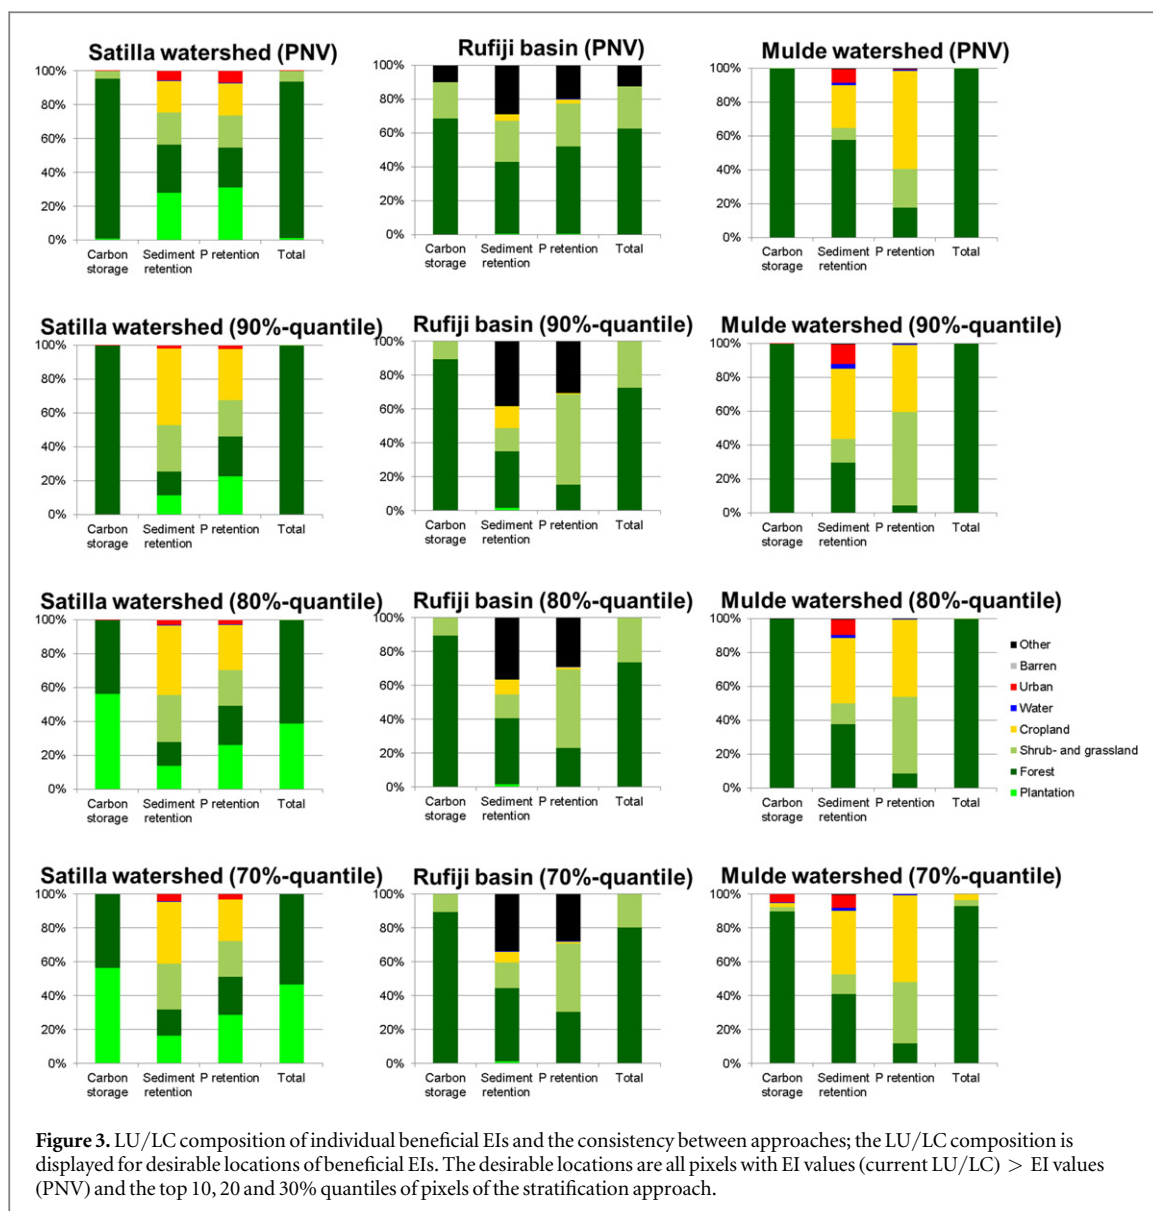 Satilla watershed (PNV)
100%
80%
60%
40%
20%
0%
Carbon storage
Sediment retention
P retention
Total
Rufiji basin (PNV)
100%
80%
60%
40%
20%
0%
Carbon storage
Sediment retention
P retention
Total
Mulde watershed (PNV)
100%
80%
60%
40%
20%
0%
Carbon storage
Sediment retention
P retention
Total
Satilla watershed (90%-quantile)
100%
80%
60%
40%
20%
0%
Carbon storage
Sediment retention
P retention
Total
Rufiji basin (90%-quantile)
100%
80%
60%
40%
20%
0%
Carbon storage
Sediment retention
P retention
Total
Mulde watershed (90%-quantile)
100%
80%
60%
40%
20%
0%
Carbon storage
Sediment retention
P retention
Total
Satilla watershed (80%-quantile)
100%
80%
60%
40%
20%
0%
Carbon storage
Sediment retention
P retention
Total
Rufiji basin (80%-quantile)
100%
80%
60%
40%
20%
0%
Carbon storage
Sediment retention
P retention
Total
Mulde watershed (80%-quantile)
100%
80%
60%
40%
20%
0%
Carbon storage
Sediment retention
P retention
Total
Other
Barren
Urban
Water
Cropland
Shrub- and grassland
Forest
Plantation
Satilla watershed (70%-quantile)
100%
80%
60%
40%
20%
0%
Carbon storage
Sediment retention
P retention
Total
Rufiji basin (70%-quantile)
100%
80%
60%
40%
20%
0%
Carbon storage
Sediment retention
P retention
Total
Mulde watershed (70%-quantile)
100%
80%
60%
40%
20%
0%
Carbon storage
Sediment retention
P retention
Total
Figure 3. LU/LC composition of individual beneficial EIs and the consistency between approaches; the LU/LC composition is
displayed for desirable locations of beneficial EIs. The desirable locations are all pixels with EI values (current LU/LC) > EI values
(PNV) and the top 10, 20 and 30% quantiles of pixels of the stratification approach.